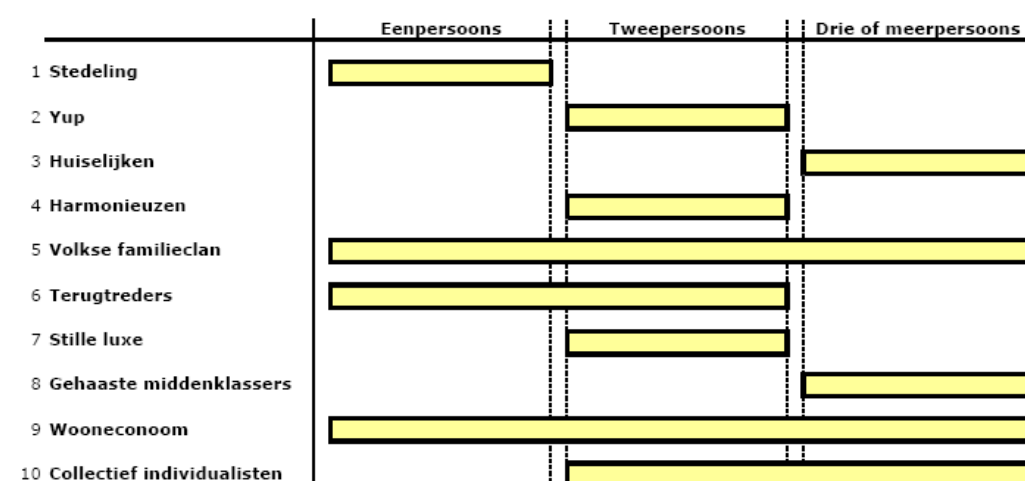 Eenpersoons Tweepersoons Drie of meerpersoons
1 Stedeling
2 Yup
3 Huiselijken
4 Harmonieuzen
5 Volkse familieclan
6 Terugtreders
7 Stille luxe
8 Gehaaste middenklassers
9 Wooneconoom
10 Collectief individualisten